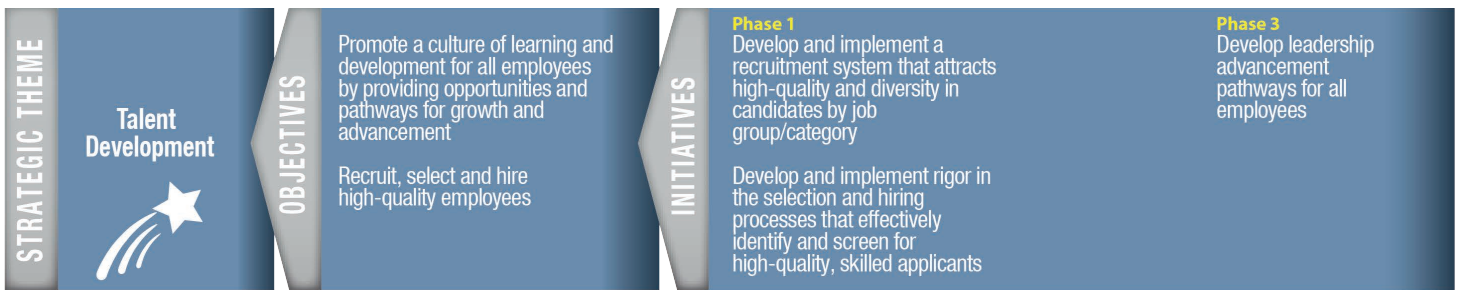 STRATEGIC THEME
Talent
Development
OBJECTIVES
Promote a culture of learning and
development for all employees
by providing opportunities and
pathways for growth and
advancement
Recruit, select and hire
high-quality employees
INITIATIVES
Phase 1
Develop and implement a
recruitment system that attracts
high-quality and diversity in
candidates by job
group/category
Develop and implement rigor in
the selection and hiring
processes that effectively
identify and screen for
high-quality, skilled applicants
Phase 3
Develop leadership
advancement
pathways for all
employees